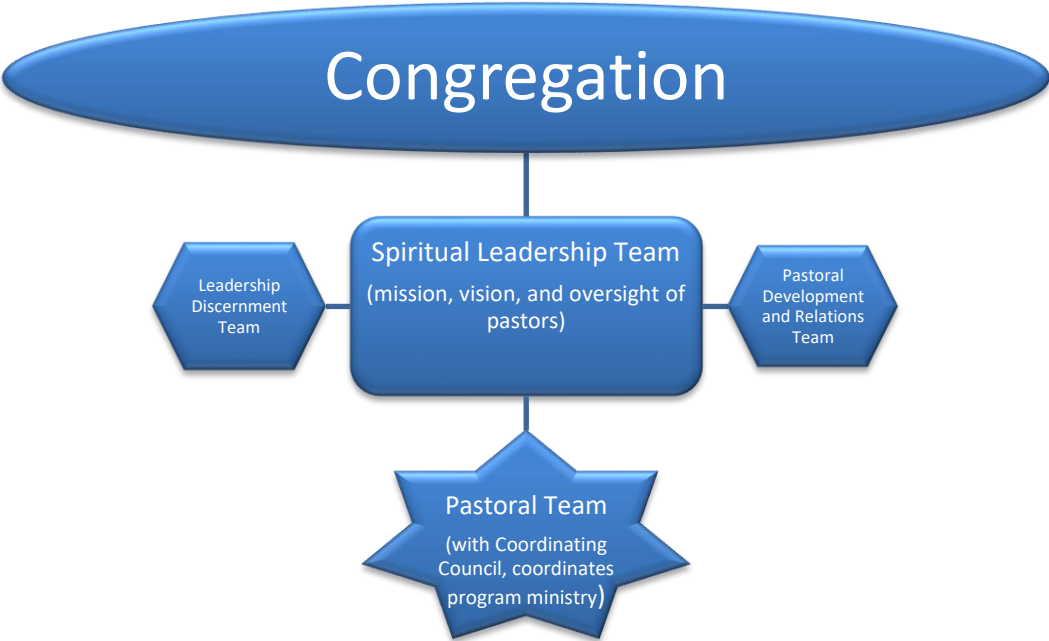 Congregation
Spiritual Leadership Team
(mission, vision, and oversight of
pastors)
Leadership
Discernment
Team
Pastoral
Development
and Relations
Team
Pastoral Team
(with Coordinating
Council, coordinates
program ministry)